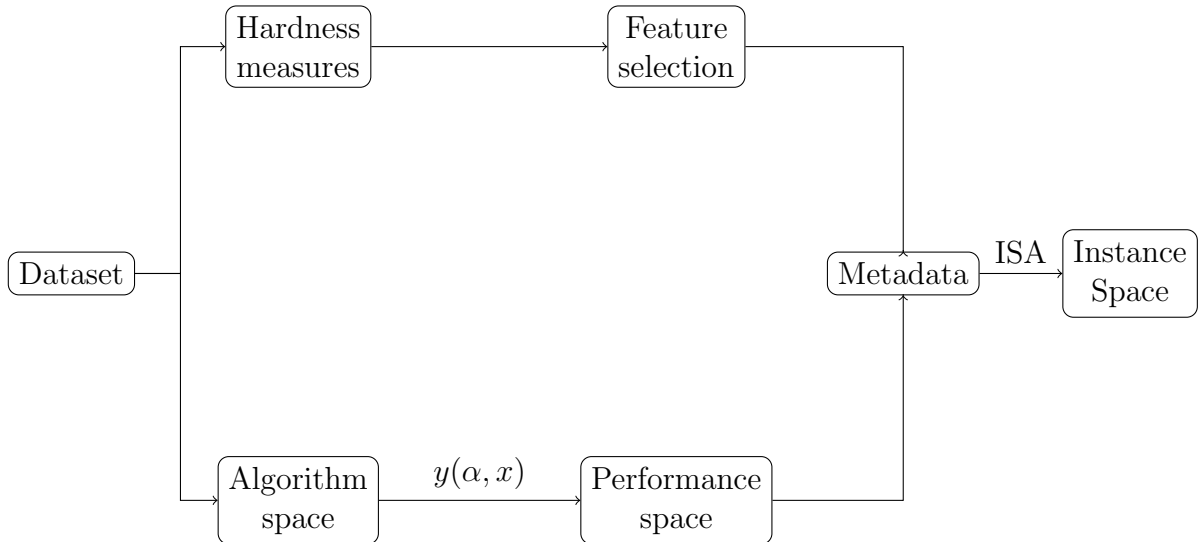 Hardness
measures
Feature
selection
Dataset
Metadata
ISA
Instance
Space
Algorithm
space
y(α, x)
Performance
space